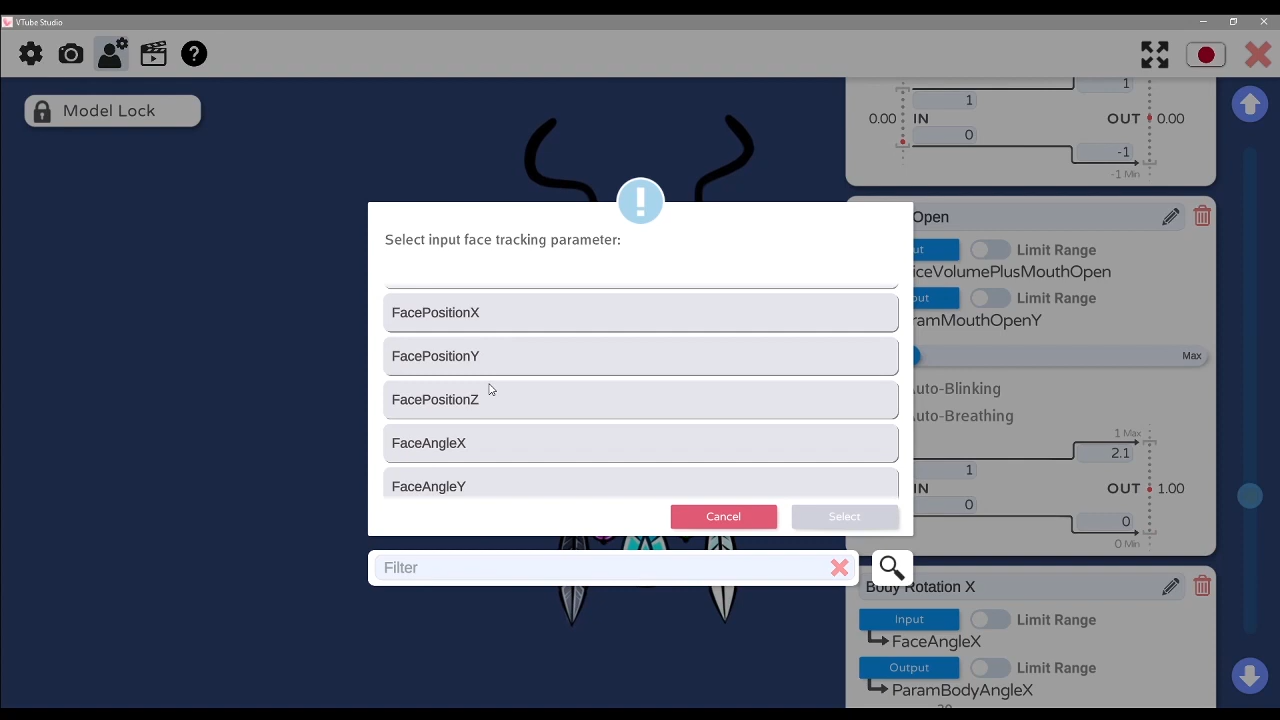 VTube Studio
Model Lock
Select input face tracking parameter:
FacePositionX
FacePositionY
FacePositionZ
FaceAngleX
FaceAngleY
Cancel
Select
Filter
1
1
0.00
IN
OUT
0.00
0
-1
-1 Min
Open
ut
Limit Range
iceVolumePlusMouthOpen
out
Limit Range
ramMouthOpenY
Max
uto-Blinking
uto-Breathing
1 Max
2.1
1
IN
OUT
1.00
0
0
0 Min
Body Rotation X
Input
Limit Range
FaceAngleX
Output
Limit Range
ParamBodyAngleX